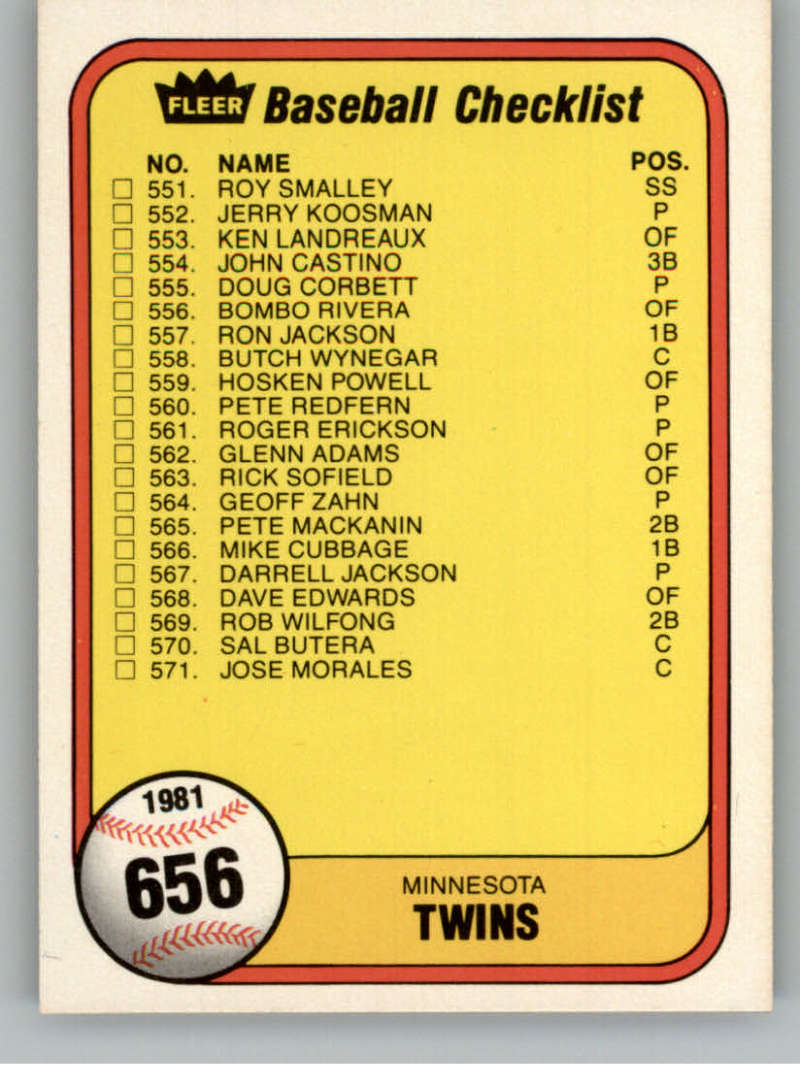 FLEER Baseball Checklist
NO. NAME POS.
551. ROY SMALLEY SS
552. JERRY KOOSMAN P
553. KEN LANDREAUX OF
554. JOHN CASTINO 3B
555. DOUG CORBETT P
556. BOMBO RIVERA OF
557. RON JACKSON 1B
558. BUTCH WYNEGAR C
559. HOSKEN POWELL OF
560. PETE REDFERN P
561. ROGER ERICKSON P
562. GLENN ADAMS OF
563. RICK SOFIELD OF
564. GEOFF ZAHN P
565. PETE MACKANIN 2B
566. MIKE CUBBAGE 1B
567. DARRELL JACKSON P
568. DAVE EDWARDS OF
569. ROB WILFONG 2B
570. SAL BUTERA C
571. JOSE MORALES C
1981
656
MINNESOTA
TWINS